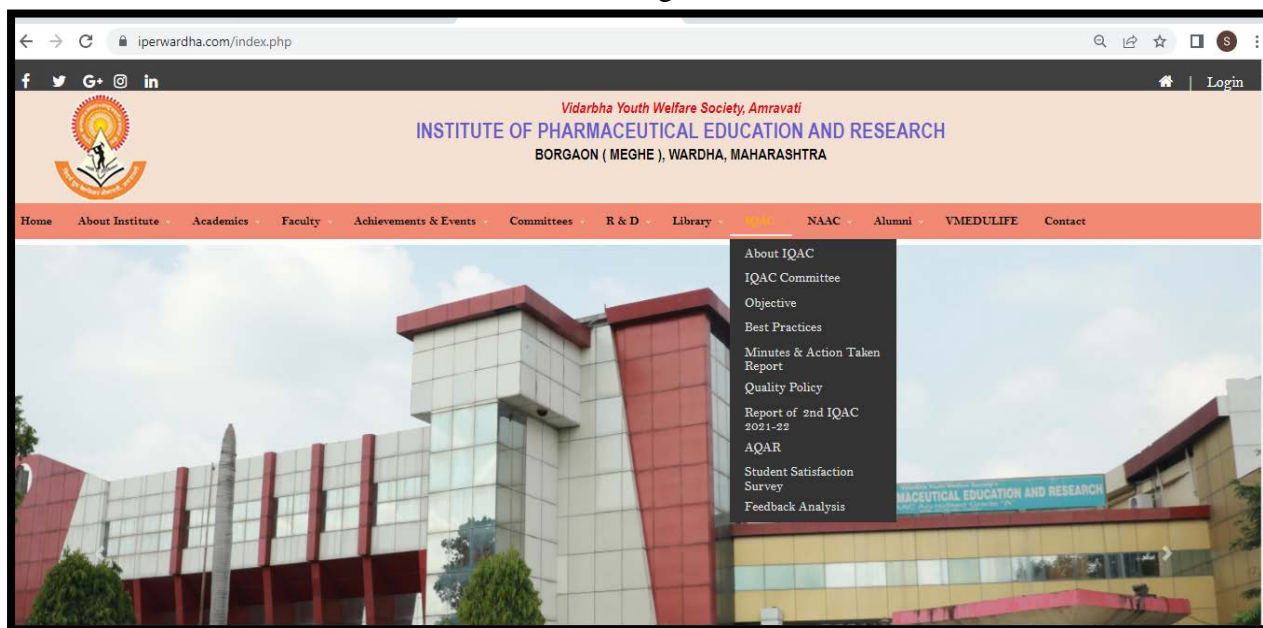 iperwardha.com/index.php
S
f G+ in
| Login
Vidarbha Youth Welfare Society, Amravati
INSTITUTE OF PHARMACEUTICAL EDUCATION AND RESEARCH
BORGAON ( MEGHE ), WARDHA, MAHARASHTRA
Home About Institute Academics Faculty Achievements & Events Committees R & D Library IQAC NAAC Alumni VMEDULIFE Contact
About IQAC
IQAC Committee
Objective
Best Practices
Minutes & Action Taken
Report
Quality Policy
Report of 2nd IQAC
2021-22
AQAR
Student Satisfaction
Survey
Feedback Analysis
MACEUTICAL EDUCATION AND RESEARCH